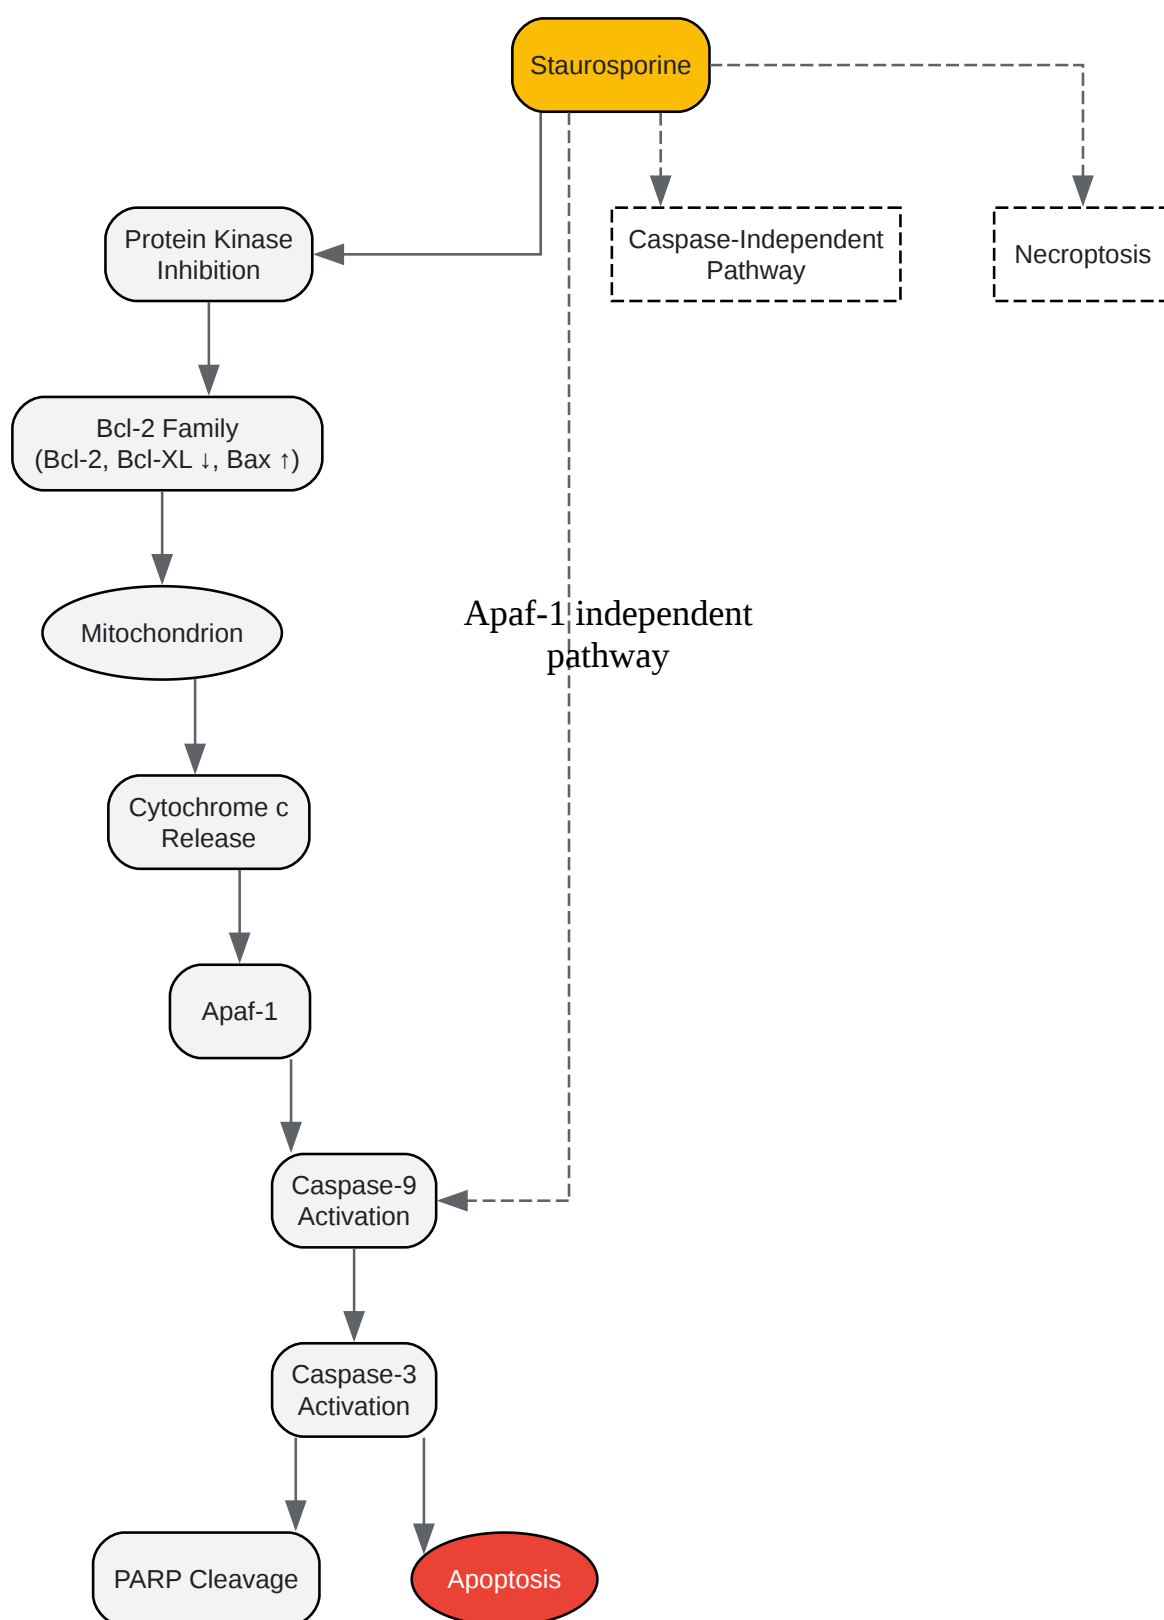 Staurosporine
Protein Kinase
Inhibition
Caspase-Independent
Pathway
Necroptosis
Bcl-2 Family
(Bcl-2, Bcl-XL ↓, Bax ↑)
Mitochondrion
Apaf-1 independent
pathway
Cytochrome c
Release
Apaf-1
Caspase-9
Activation
Caspase-3
Activation
PARP Cleavage
Apoptosis